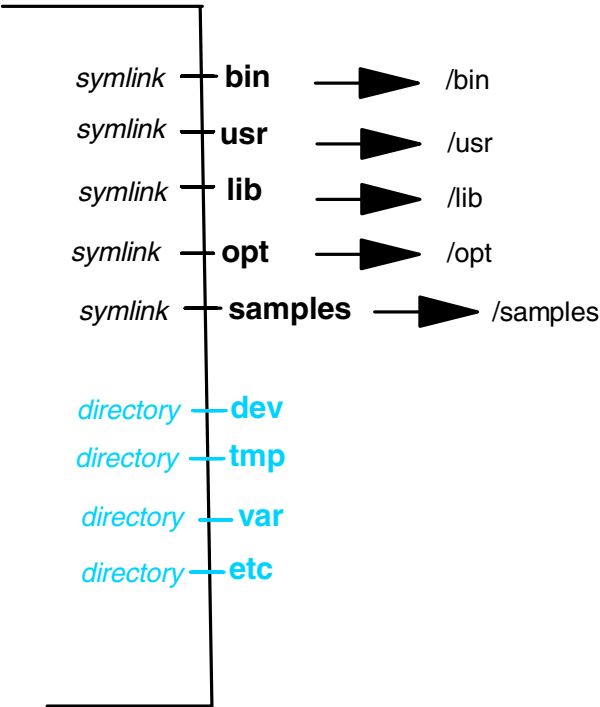 symlink bin /bin
symlink usr /usr
symlink lib /lib
symlink opt /opt
symlink samples /samples
directory dev
directory tmp
directory var
directory etc